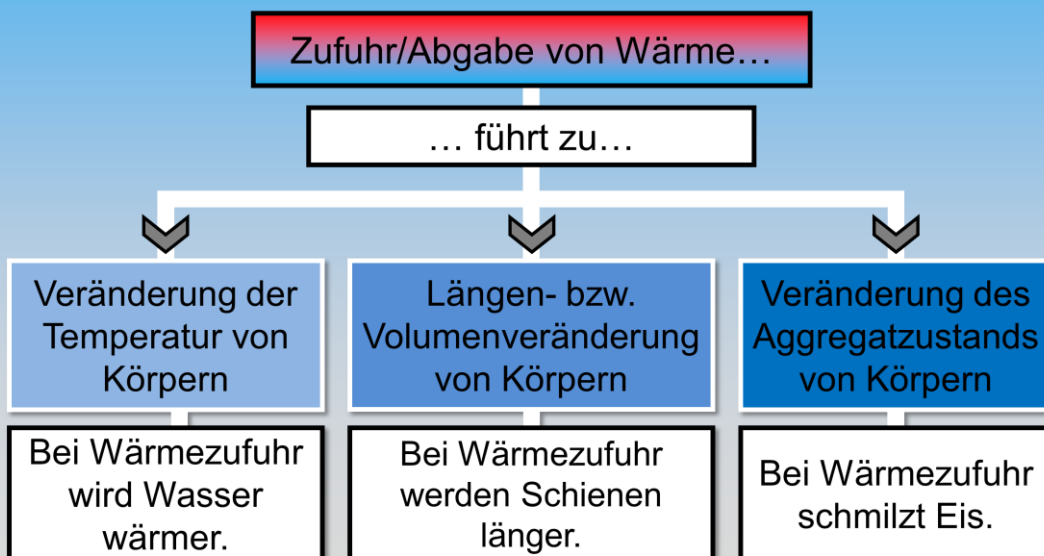 Zufuhr/Abgabe von Wärme…
… führt zu…
Veränderung der
Temperatur von
Körpern
Längen- bzw.
Volumenveränderung
von Körpern
Veränderung des
Aggregatzustands
von Körpern
Bei Wärmezufuhr
wird Wasser
wärmer.
Bei Wärmezufuhr
werden Schienen
länger.
Bei Wärmezufuhr
schmilzt Eis.